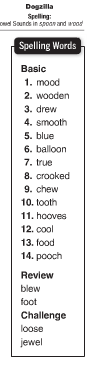 Dogzilla
Spelling:
owel Sounds in spoon and wood
Spelling Words
Basic
1. mood
2. wooden
3. drew
4. smooth
5. blue
6. balloon
7. true
8. crooked
9. chew
10. tooth
11. hooves
12. cool
13. food
14. pooch
Review
blew
foot
Challenge
loose
jewel